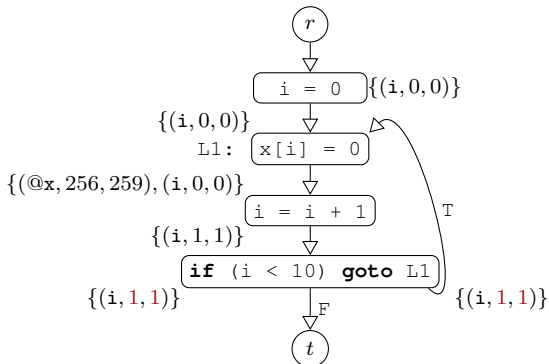 r
i = 0 {(i, 0, 0)}
{(i, 0, 0)}
L1: x[i] = 0
{(@x, 256, 259), (i, 0, 0)}
i = i + 1
T
{(i, 1, 1)}
if (i < 10) goto L1
{(i, 1, 1)} F {(i, 1, 1)}
t